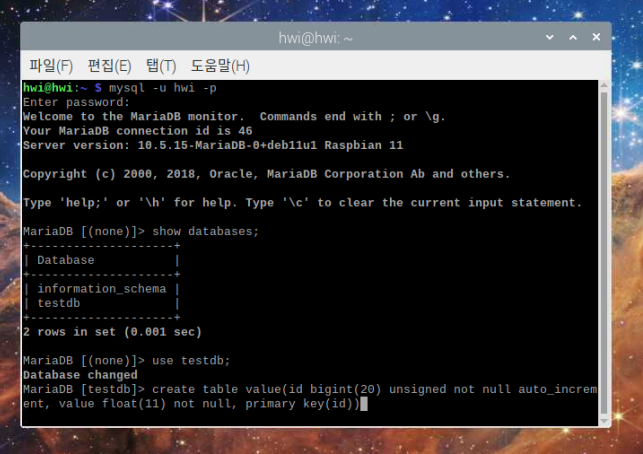 hwi@hwi: ~
파일(F) 편집(E) 탭(T) 도움말(H)
hwi@hwi:~ $ mysql -u hwi -p
Enter password:
Welcome to the MariaDB monitor.  Commands end with ; or \g.
Your MariaDB connection id is 46
Server version: 10.5.15-MariaDB-0+deb11u1 Raspbian 11
Copyright (c) 2000, 2018, Oracle, MariaDB Corporation Ab and others.
Type 'help;' or '\h' for help. Type '\c' to clear the current input statement.
MariaDB [(none)]> show databases;
+--------------------+
| Database           |
+--------------------+
| information_schema |
| testdb             |
+--------------------+
2 rows in set (0.001 sec)
MariaDB [(none)]> use testdb;
Database changed
MariaDB [testdb]> create table value(id bigint(20) unsigned not null auto_increm
ent, value float(11) not null, primary key(id))